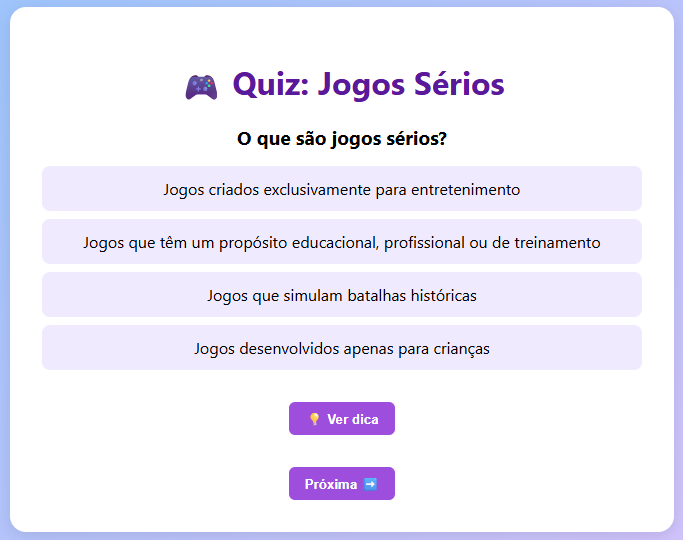 🎮 Quiz: Jogos Sérios
O que são jogos sérios?
Jogos criados exclusivamente para entretenimento
Jogos que têm um propósito educacional, profissional ou de treinamento
Jogos que simulam batalhas históricas
Jogos desenvolvidos apenas para crianças
💡 Ver dica
Próxima ➡️